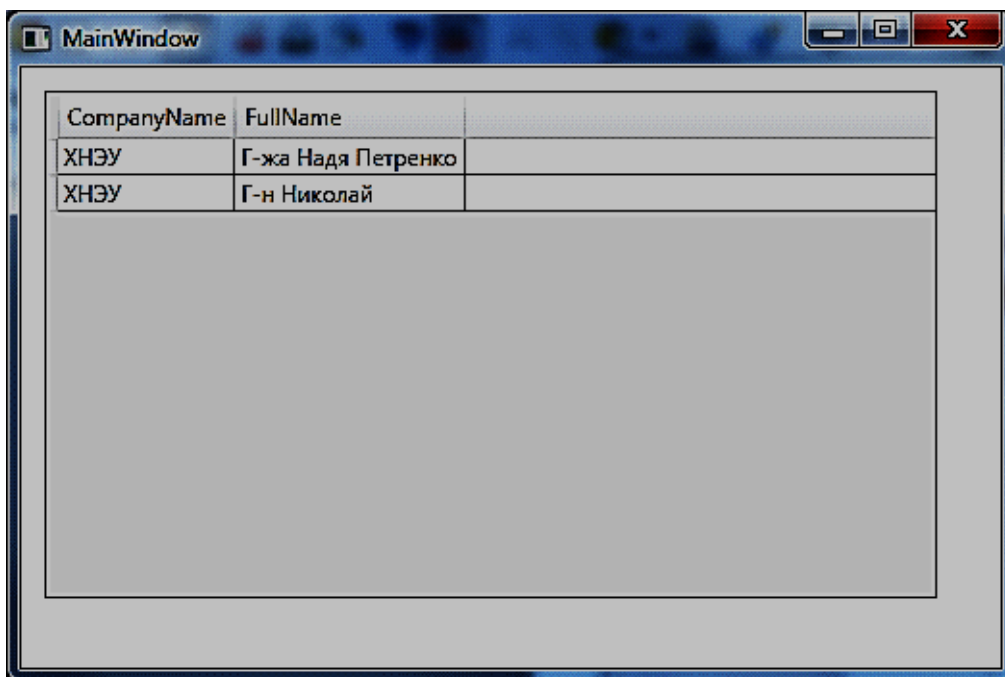 MainWindow
CompanyName FullName
ХНЭУ Г-жа Надя Петренко
ХНЭУ Г-н Николай